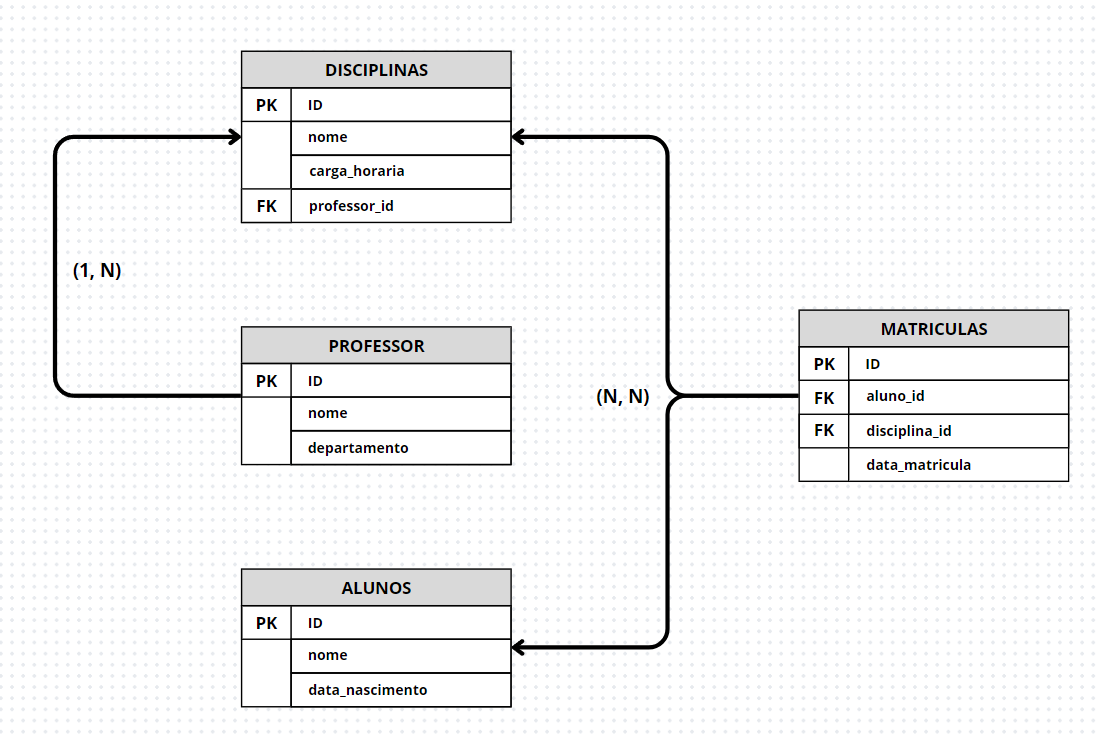 DISCIPLINAS
PK ID
nome
carga_horaria
FK professor_id
(1, N)
PROFESSOR
PK ID
nome
departamento
(N, N)
MATRICULAS
PK ID
FK aluno_id
FK disciplina_id
data_matricula
ALUNOS
PK ID
nome
data_nascimento